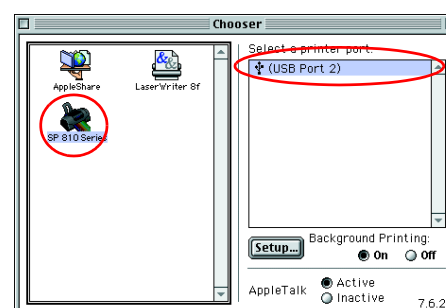 Chooser
Select a printer port:
(USB Port 2)
AppleShare
LaserWriter 8f
SP 810 Series
Setup...
Background Printing:
On
Off
AppleTalk
Active
Inactive
7.6.2